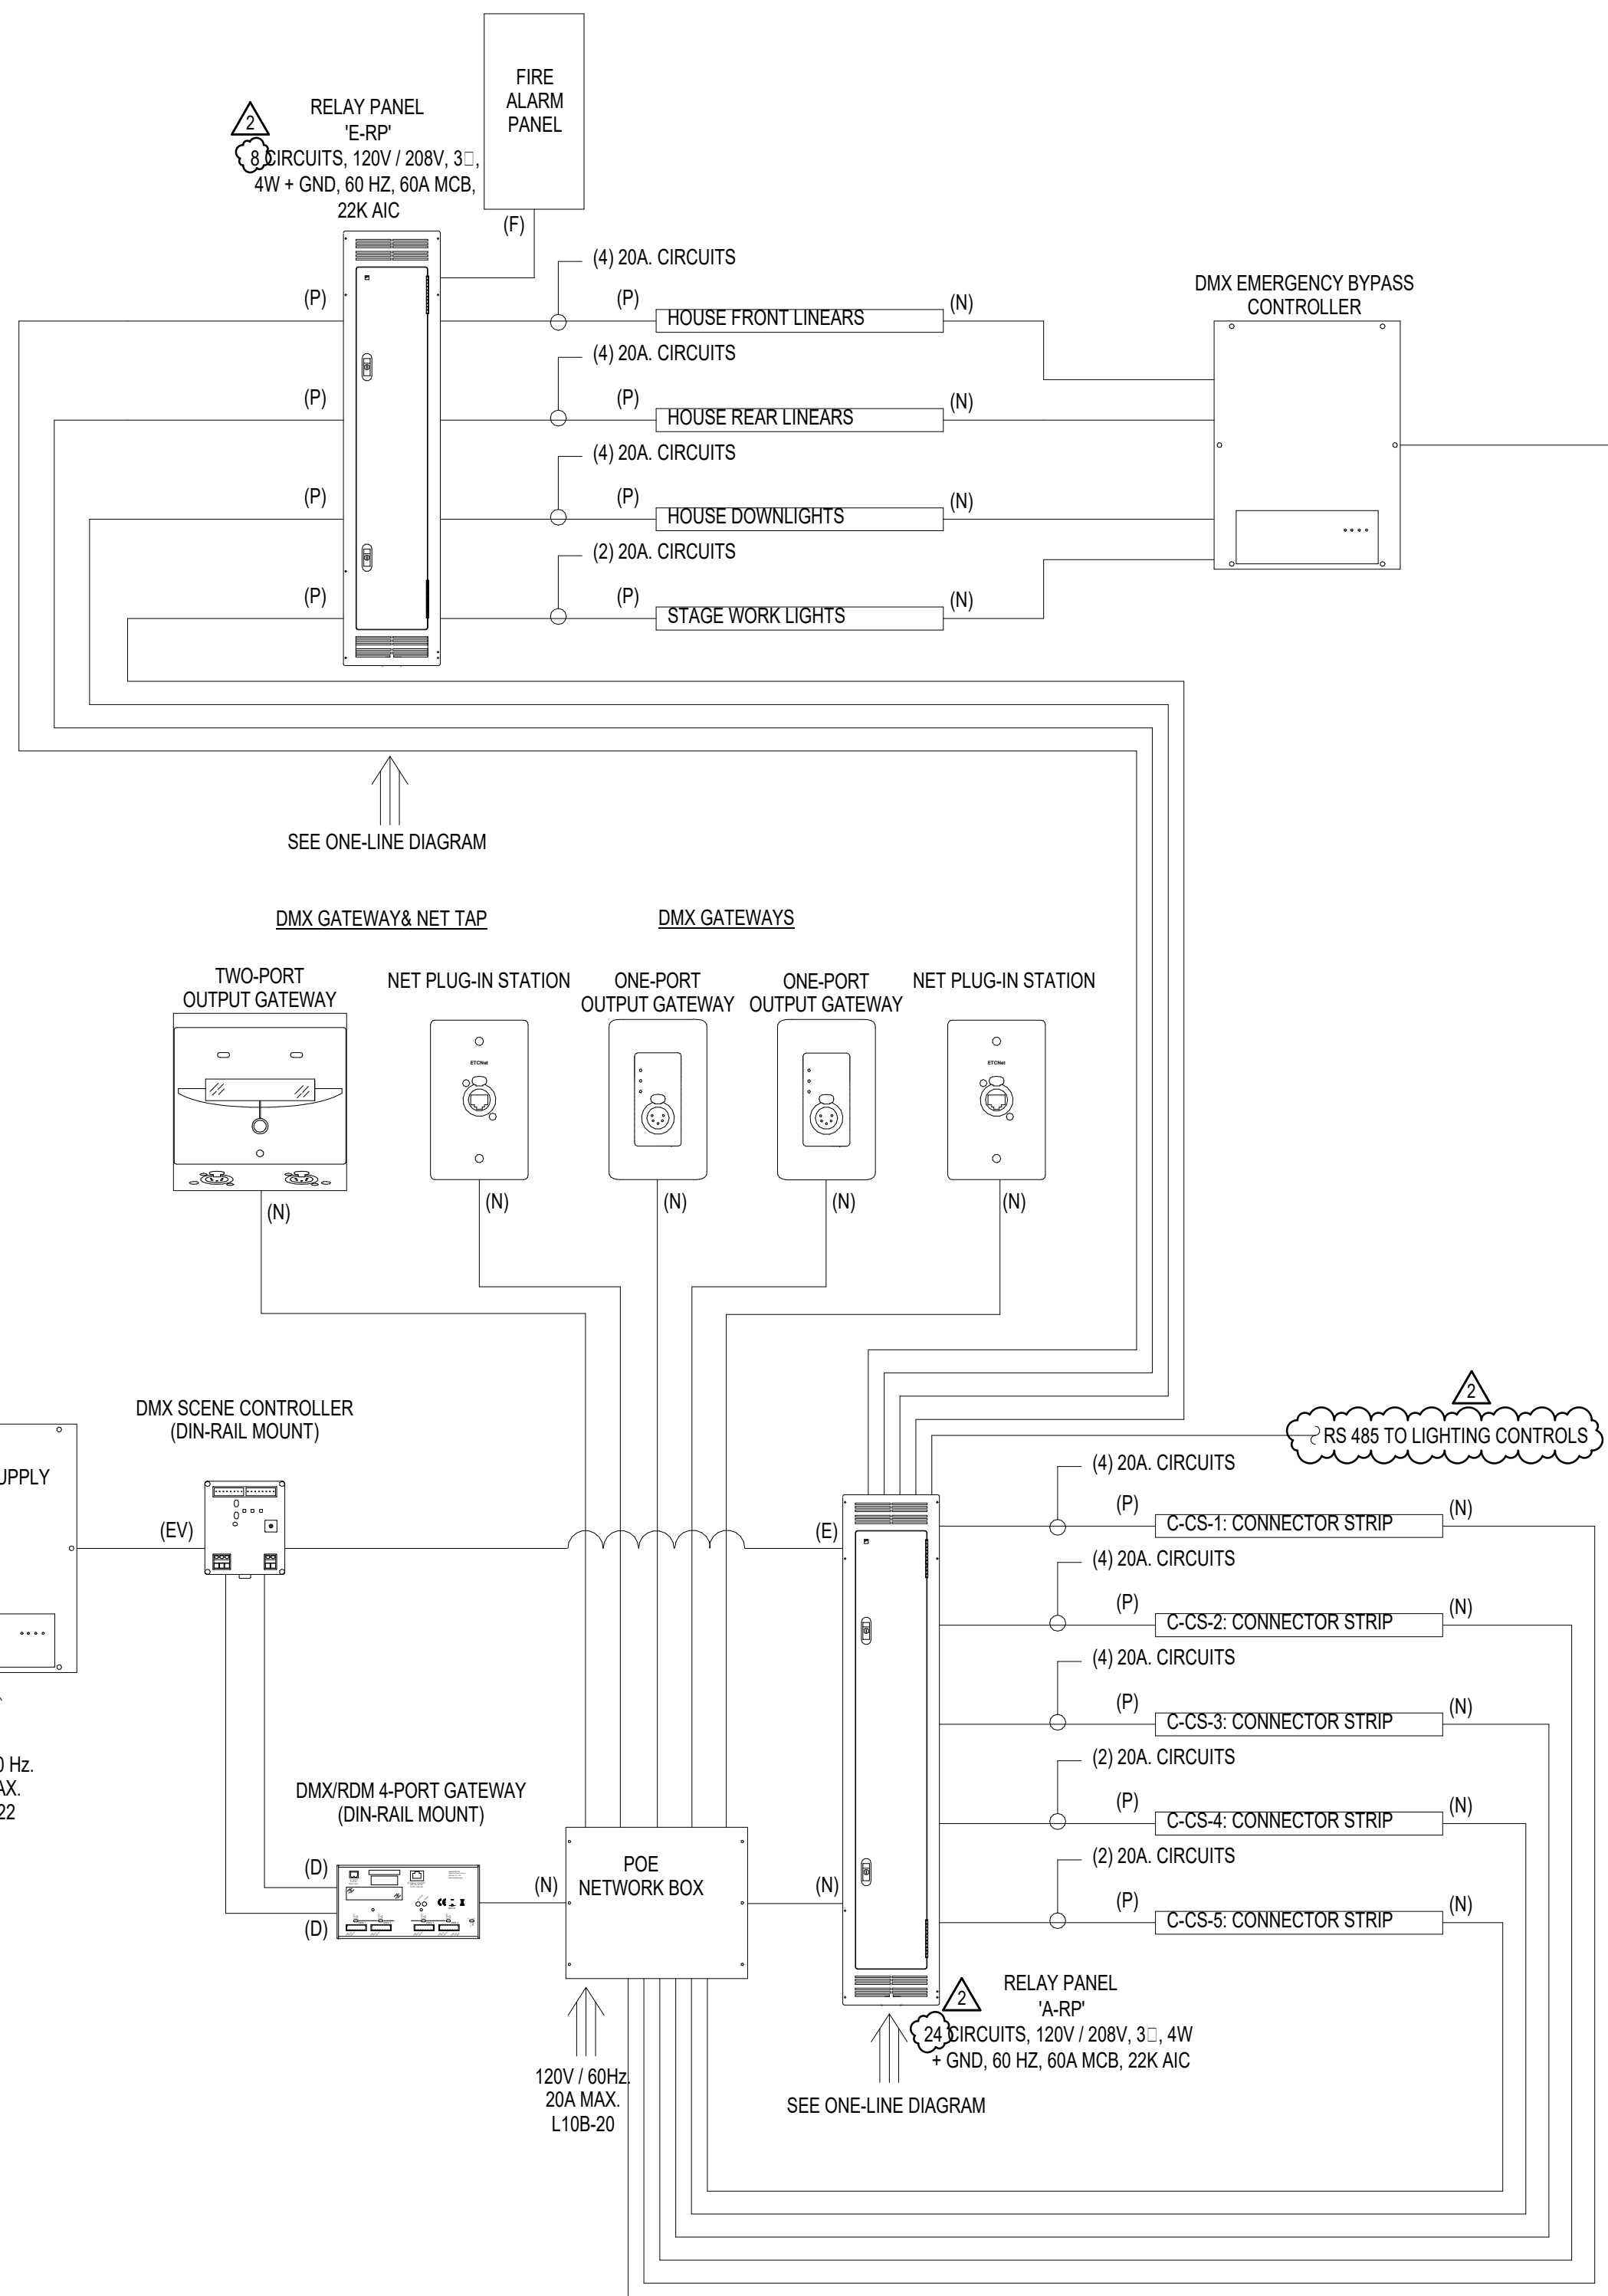 FIRE
ALARM
PANEL
2
RELAY PANEL
'E-RP'
8 CIRCUITS, 120V / 208V, 3□,
4W + GND, 60 HZ, 60A MCB,
22K AIC
(F)
(4) 20A. CIRCUITS
(P)
(P)
HOUSE FRONT LINEARS
(N)
DMX EMERGENCY BYPASS
CONTROLLER
(4) 20A. CIRCUITS
(P)
(P)
HOUSE REAR LINEARS
(N)
(4) 20A. CIRCUITS
(P)
(P)
HOUSE DOWNLIGHTS
(N)
(2) 20A. CIRCUITS
(P)
(P)
STAGE WORK LIGHTS
(N)
SEE ONE-LINE DIAGRAM
DMX GATEWAY& NET TAP
DMX GATEWAYS
TWO-PORT
OUTPUT GATEWAY
NET PLUG-IN STATION
ONE-PORT
OUTPUT GATEWAY
ONE-PORT
OUTPUT GATEWAY
NET PLUG-IN STATION
ETCNet
ETCNet
(N)
(N)
(N)
(N)
(N)
DMX SCENE CONTROLLER
(DIN-RAIL MOUNT)
2
RS 485 TO LIGHTING CONTROLS
UPPLY
(EV)
(E)
(4) 20A. CIRCUITS
(P)
C-CS-1: CONNECTOR STRIP
(N)
(4) 20A. CIRCUITS
(P)
C-CS-2: CONNECTOR STRIP
(N)
(4) 20A. CIRCUITS
(P)
C-CS-3: CONNECTOR STRIP
(N)
(2) 20A. CIRCUITS
(P)
C-CS-4: CONNECTOR STRIP
(N)
(2) 20A. CIRCUITS
(P)
C-CS-5: CONNECTOR STRIP
(N)
0 Hz.
AX.
22
DMX/RDM 4-PORT GATEWAY
(DIN-RAIL MOUNT)
(D)
(D)
(N)
POE
NETWORK BOX
(N)
2
RELAY PANEL
'A-RP'
24 CIRCUITS, 120V / 208V, 3□, 4W
+ GND, 60 HZ, 60A MCB, 22K AIC
120V / 60Hz.
20A MAX.
L10B-20
SEE ONE-LINE DIAGRAM